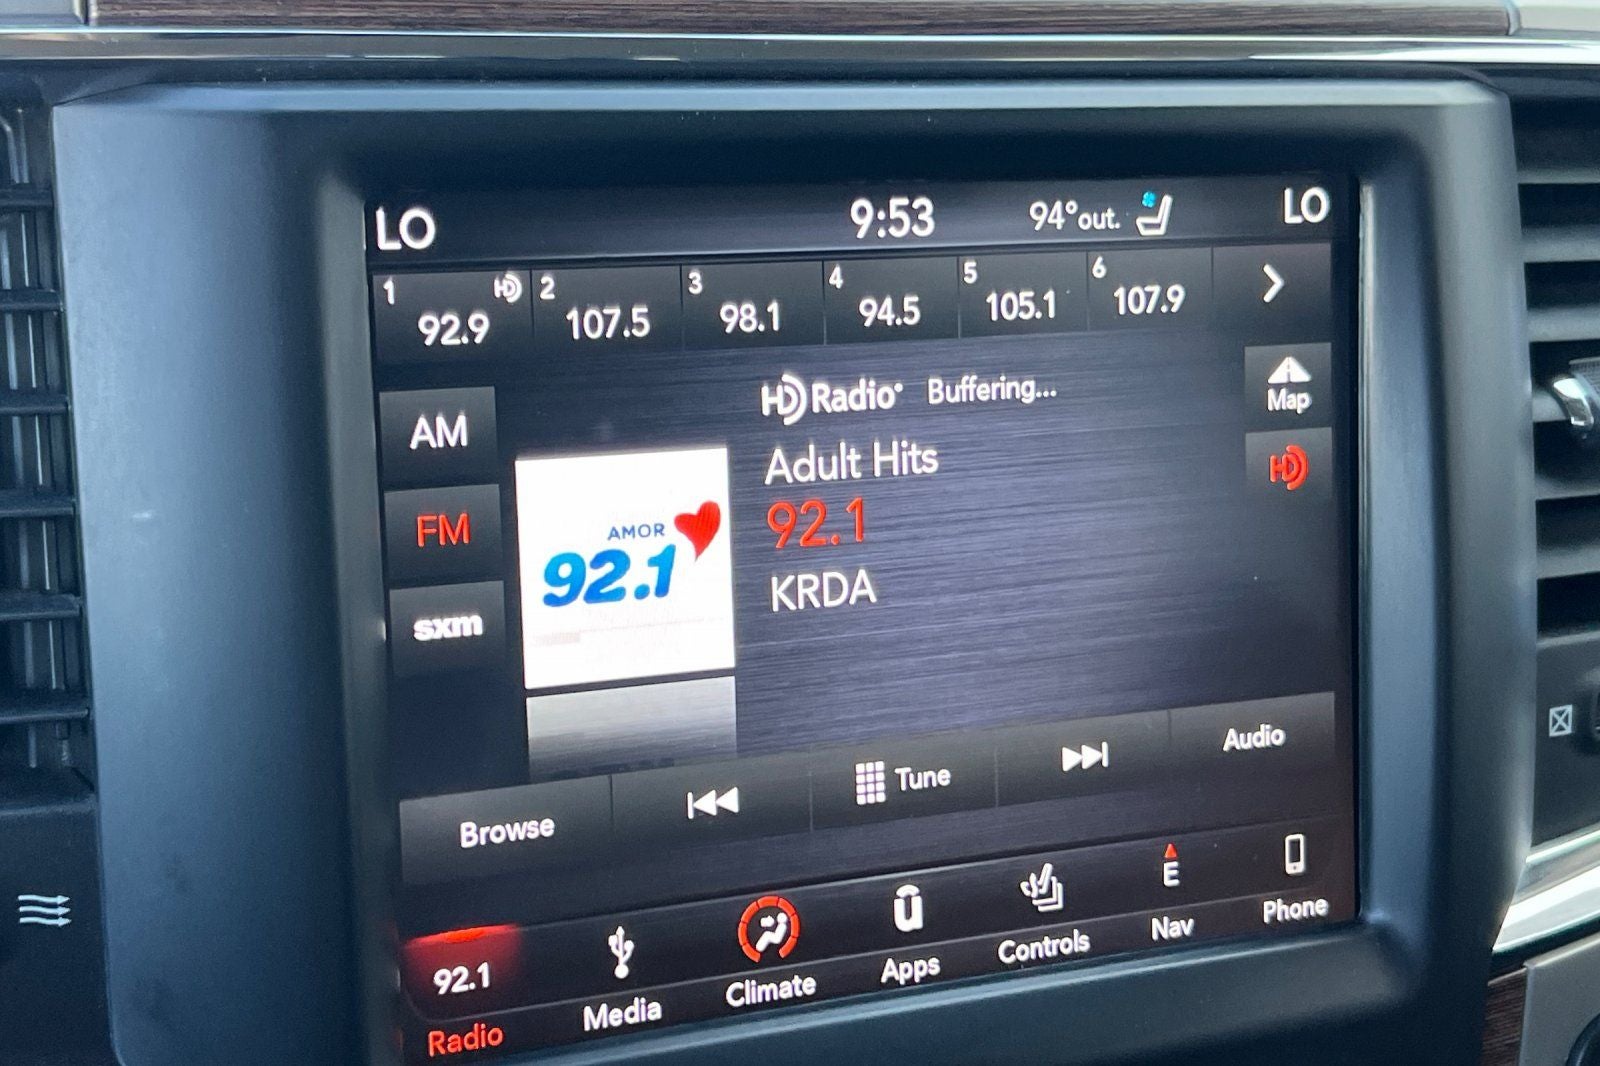 LO 9:53 94° out. LO
1 HD 2 3 4 5 6
92.9 107.5 98.1 94.5 105.1 107.9
HD Radio Buffering...
Map
AM
Adult Hits
HD
FM
AMOR
92.1
92.1
KRDA
sxm
Browse Tune Audio
92.1 E
Radio Media Climate Apps Controls Nav Phone